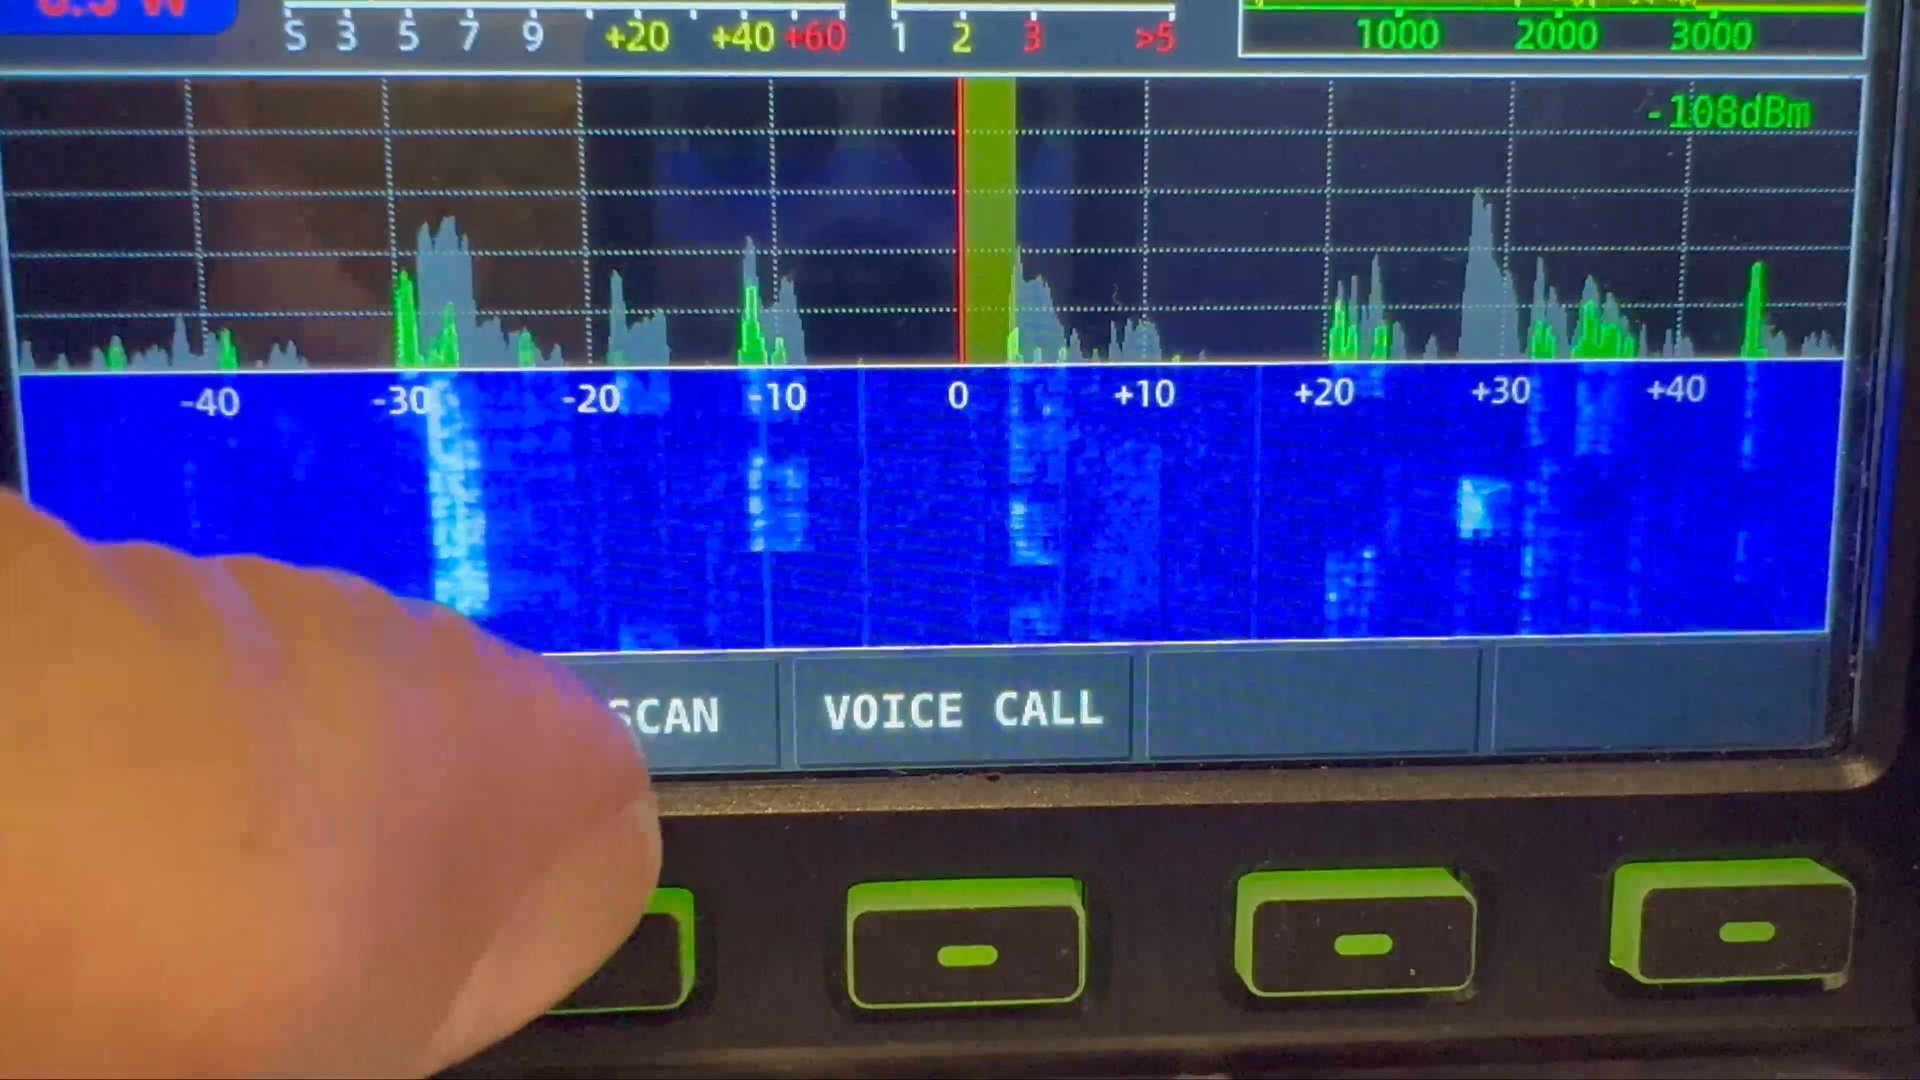 S 3 5 7 9 +20 +40 +60 1 2 3 >5 1000 2000 3000
-108dBm
-40 -30 -20 -10 0 +10 +20 +30 +40
SCAN VOICE CALL